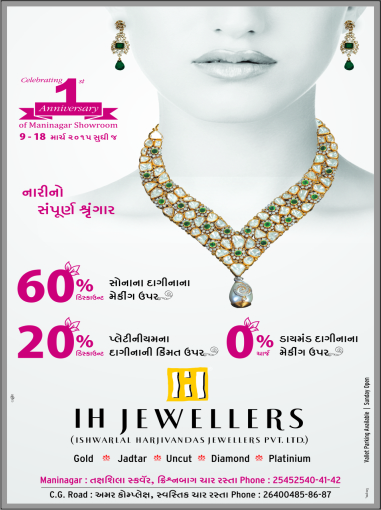 Celebrating
1st
Anniversary
of Maninagar Showroom
9 - 18 માર્ચ ૨૦૧૫ સુધી જ
નારીનો
સંપૂર્ણ શ્રૃંગાર
60% ડિસ્કાઉન્ટ
સોનાના દાગીનાના
મેકીંગ ઉપર
20% ડિસ્કાઉન્ટ
પ્લેટીનીયમના
દાગીનાની કિંમત ઉપર
0% ચાર્જ
ડાયમંડ દાગીનાના
મેકીંગ ઉપર
IH
IH JEWELLERS
(ISHWARLAL HARJIVANDAS JEWELLERS PVT. LTD.)
Gold Jadtar Uncut Diamond Platinium
Maninagar : તક્ષશિલા સ્ક્વેર, ક્રિશ્નબાગ ચાર રસ્તા Phone : 25452540-41-42
C.G. Road : અમર કોમ્પલેક્ષ, સ્વસ્તિક ચાર રસ્તા Phone : 26400485-86-87
Vallet Parking Available | Sunday Open